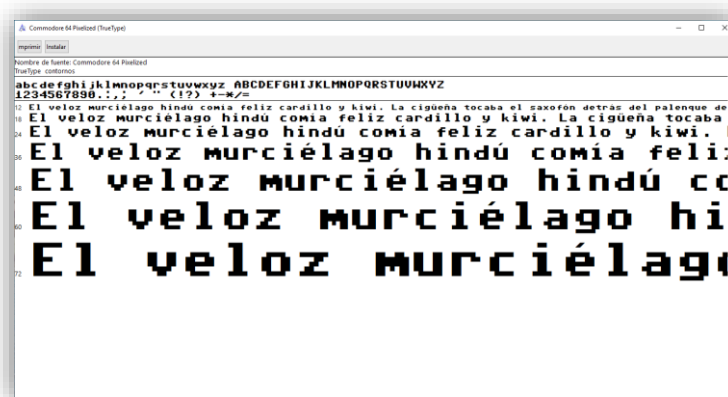 Commodore 64 Pixelized (TrueType)
mprimir Instalar
Nombre de fuente: Commodore 64 Pixelized
TrueType contornos
abcdefghijklmnopqrstuvwxyz ABCDEFGHIJKLMNOPQRSTUVWXYZ
1234567890.:,; ´ ¨ (!?) +-*/=
12 El veloz murciélago hindú comía feliz cardillo y kiwi. La cigüeña tocaba el saxofón detrás del palenque de
18 El veloz murciélago hindú comía feliz cardillo y kiwi. La cigüeña tocaba
24 El veloz murciélago hindú comía feliz cardillo y kiwi.
36 El veloz murciélago hindú comía feliz
48 El veloz murciélago hindú co
60 El veloz murciélago hi
72 El veloz murciélago